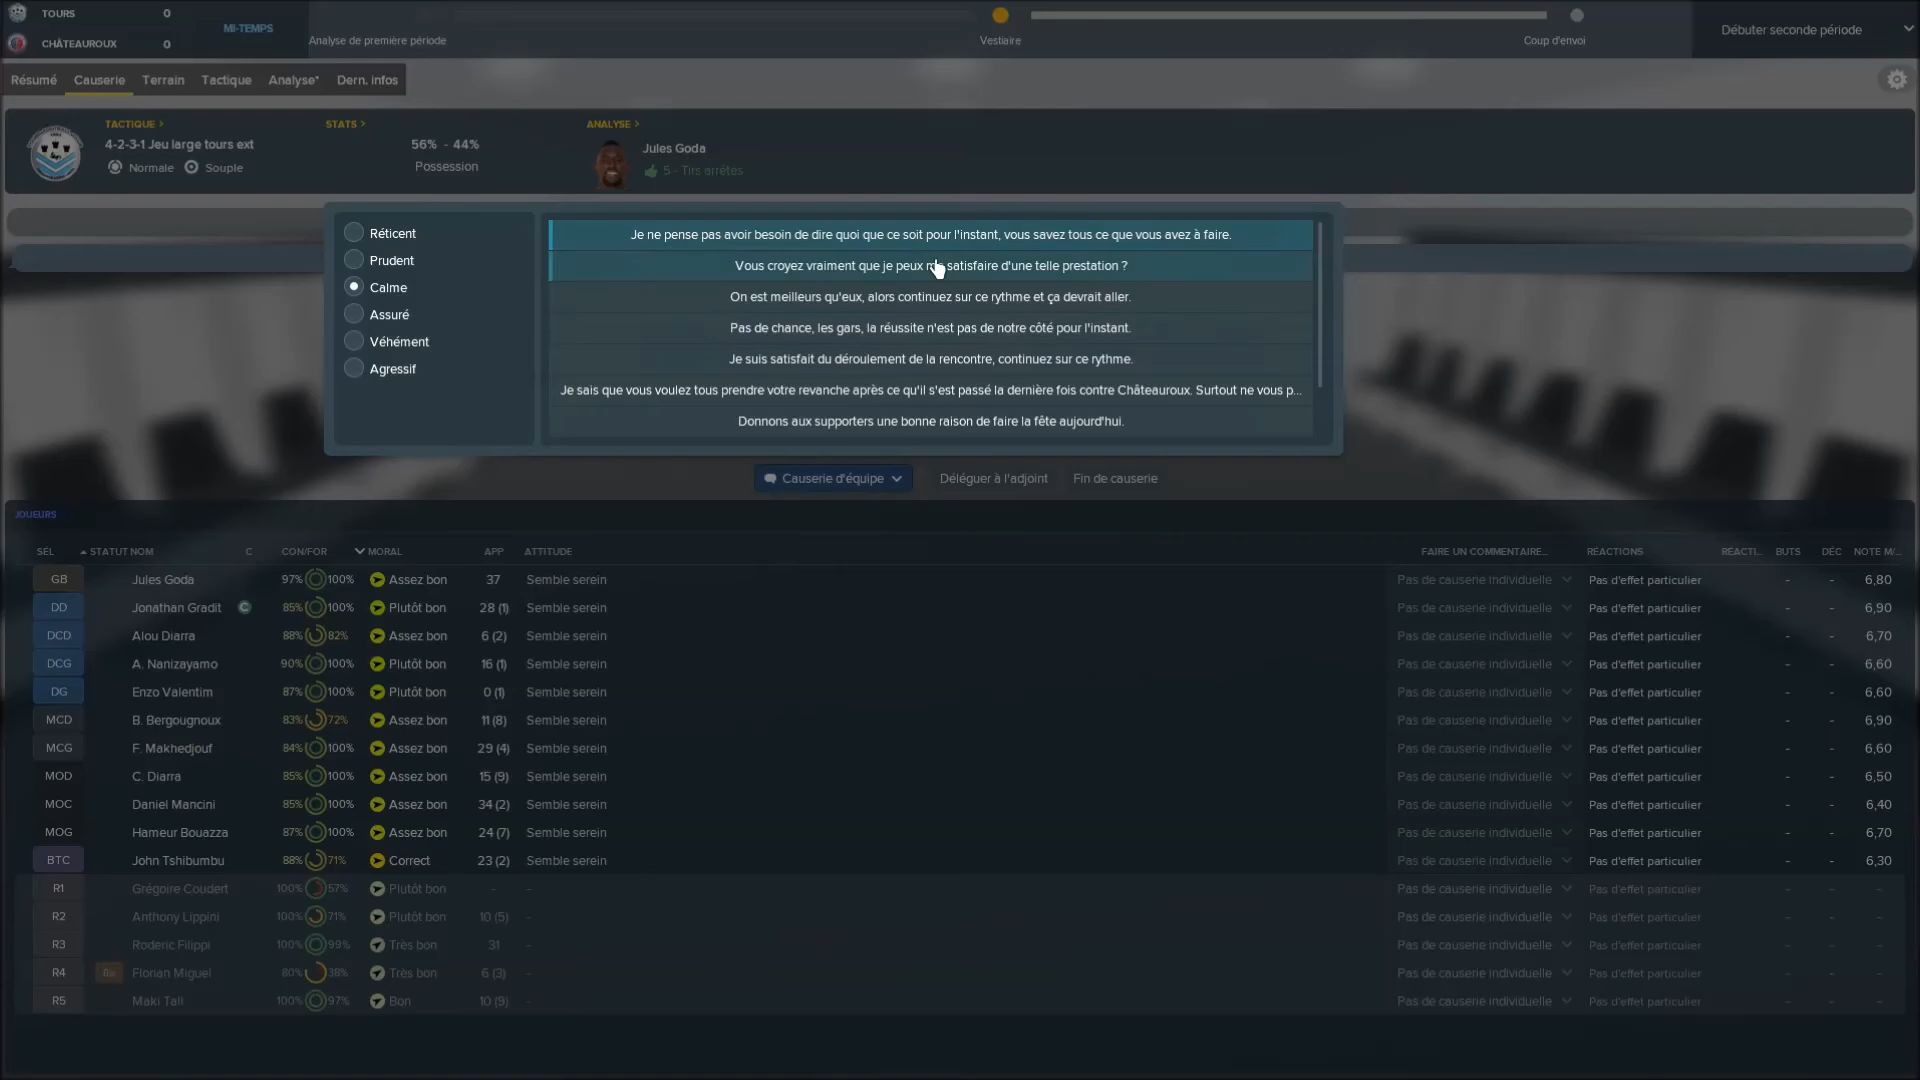 TOURS 0
CHÂTEAUROUX 0
MI-TEMPS
Analyse de première période
Vestiaire
Coup d'envoi
Débuter seconde période
Résumé Causerie Terrain Tactique Analyse* Dern. infos
TACTIQUE >
4-2-3-1 Jeu large tours ext
Normale Souple
STATS >
56% - 44%
Possession
ANALYSE >
Jules Goda
5 - Tirs arrêtés
Réticent
Prudent
Calme
Assuré
Véhément
Agressif
Je ne pense pas avoir besoin de dire quoi que ce soit pour l'instant, vous savez tous ce que vous avez à faire.
Vous croyez vraiment que je peux satisfaire d'une telle prestation ?
On est meilleurs qu'eux, alors continuez sur ce rythme et ça devrait aller.
Pas de chance, les gars, la réussite n'est pas de notre côté pour l'instant.
Je suis satisfait du déroulement de la rencontre, continuez sur ce rythme.
Je sais que vous voulez tous prendre votre revanche après ce qu'il s'est passé la dernière fois contre Châteauroux. Surtout ne vous p...
Donnons aux supporters une bonne raison de faire la fête aujourd'hui.
Causerie d'équipe Déléguer à l'adjoint Fin de causerie
JOUEURS
SÉL STATUT NOM C CON/FOR MORAL APP ATTITUDE FAIRE UN COMMENTAIRE... RÉACTIONS RÉACTI... BUTS DÉC NOTE M/...
GB Jules Goda 97% 100% Assez bon 37 Semble serein Pas de causerie individuelle Pas d'effet particulier - - 6,80
DD Jonathan Gradit C 85% 100% Plutôt bon 28 (1) Semble serein Pas de causerie individuelle Pas d'effet particulier - - 6,90
DCD Alou Diarra 88% 82% Assez bon 6 (2) Semble serein Pas de causerie individuelle Pas d'effet particulier - - 6,70
DCG A. Nanizayamo 90% 100% Plutôt bon 16 (1) Semble serein Pas de causerie individuelle Pas d'effet particulier - - 6,60
DG Enzo Valentim 87% 100% Plutôt bon 0 (1) Semble serein Pas de causerie individuelle Pas d'effet particulier - - 6,60
MCD B. Bergougnoux 83% 72% Assez bon 11 (8) Semble serein Pas de causerie individuelle Pas d'effet particulier - - 6,90
MCG F. Makhedjouf 84% 100% Assez bon 29 (4) Semble serein Pas de causerie individuelle Pas d'effet particulier - - 6,60
MOD C. Diarra 85% 100% Assez bon 15 (9) Semble serein Pas de causerie individuelle Pas d'effet particulier - - 6,50
MOC Daniel Mancini 85% 100% Assez bon 34 (2) Semble serein Pas de causerie individuelle Pas d'effet particulier - - 6,40
MOG Hameur Bouazza 87% 100% Assez bon 24 (7) Semble serein Pas de causerie individuelle Pas d'effet particulier - - 6,70
BTC John Tshibumbu 88% 71% Correct 23 (2) Semble serein Pas de causerie individuelle Pas d'effet particulier - - 6,30
R1 Grégoire Coudert 100% 57% Plutôt bon - - Pas de causerie individuelle Pas d'effet particulier - - -
R2 Anthony Lippini 100% 71% Plutôt bon 10 (5) - Pas de causerie individuelle Pas d'effet particulier - - -
R3 Roderic Filippi 100% 99% Très bon 31 - Pas de causerie individuelle Pas d'effet particulier - - -
R4 Florian Miguel 80% 38% Très bon 6 (3) - Pas de causerie individuelle Pas d'effet particulier - - -
R5 Maki Tall 100% 97% Bon 10 (9) - Pas de causerie individuelle Pas d'effet particulier - - -